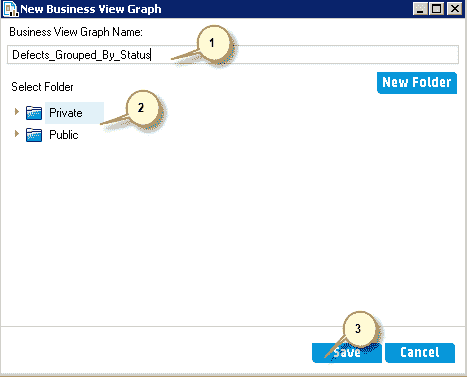 New Business View Graph
Business View Graph Name:
1
Defects_Grouped_By_Status
New Folder
Select Folder
2
Private
Public
3
Save
Cancel